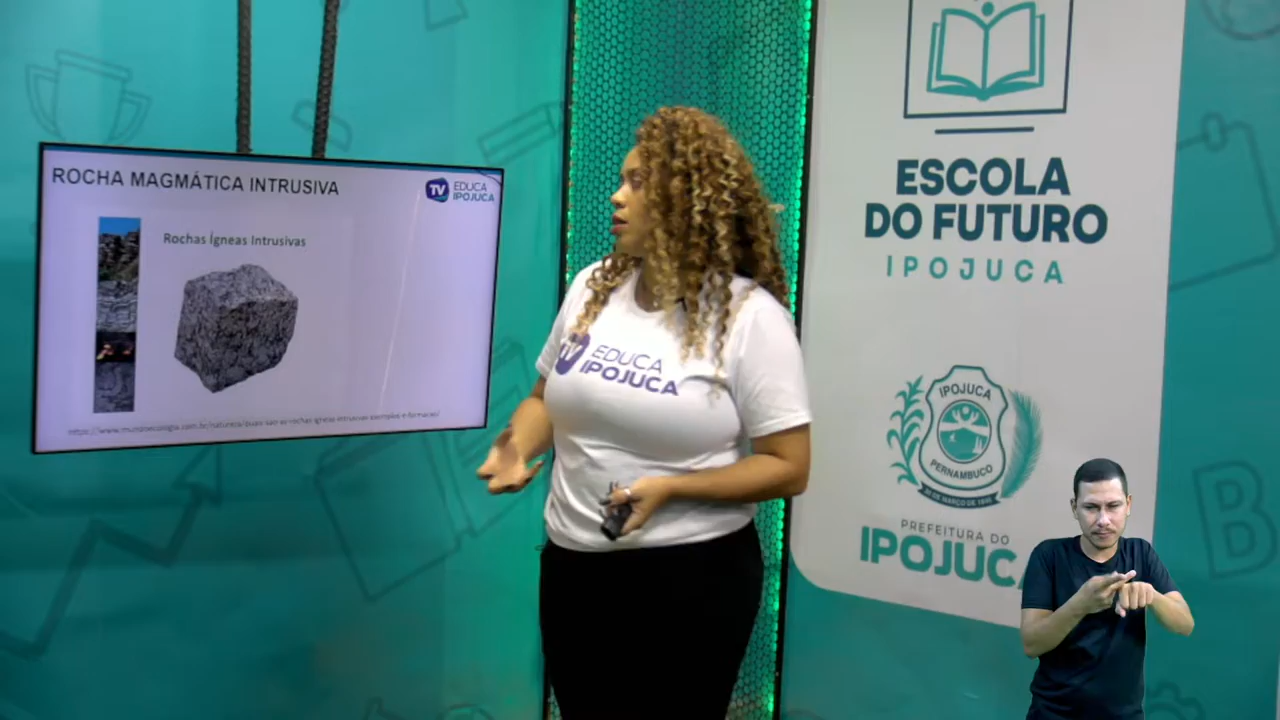 ROCHA MAGMÁTICA INTRUSIVA
TV EDUCA
IPOJUCA
Rochas Ígneas Intrusivas
TV EDUCA
IPOJUCA
ESCOLA
DO FUTURO
IPOJUCA
IPOJUCA
PERNAMBUCO
PREFEITURA DO
IPOJUC
B